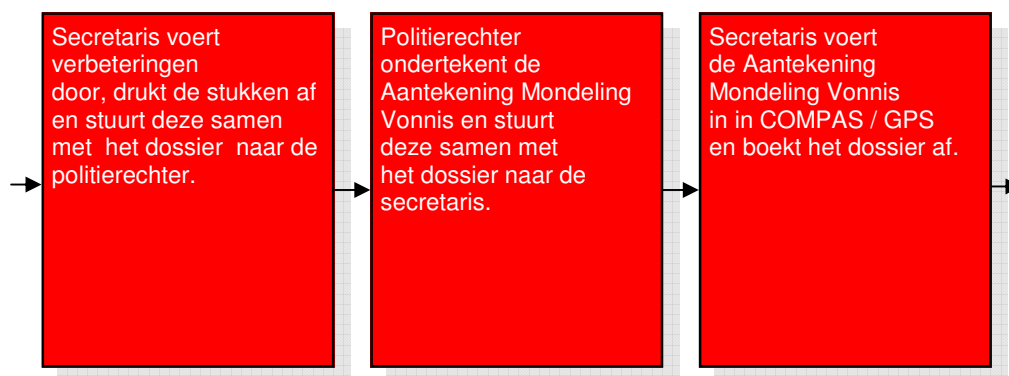 Secretaris voert
verbeteringen
door, drukt de stukken af
en stuurt deze samen
met het dossier naar de
politierechter.
Politierechter
ondertekent de
Aantekening Mondeling
Vonnis en stuurt
deze samen met
het dossier naar de
secretaris.
Secretaris voert
de Aantekening
Mondeling Vonnis
in in COMPAS / GPS
en boekt het dossier af.